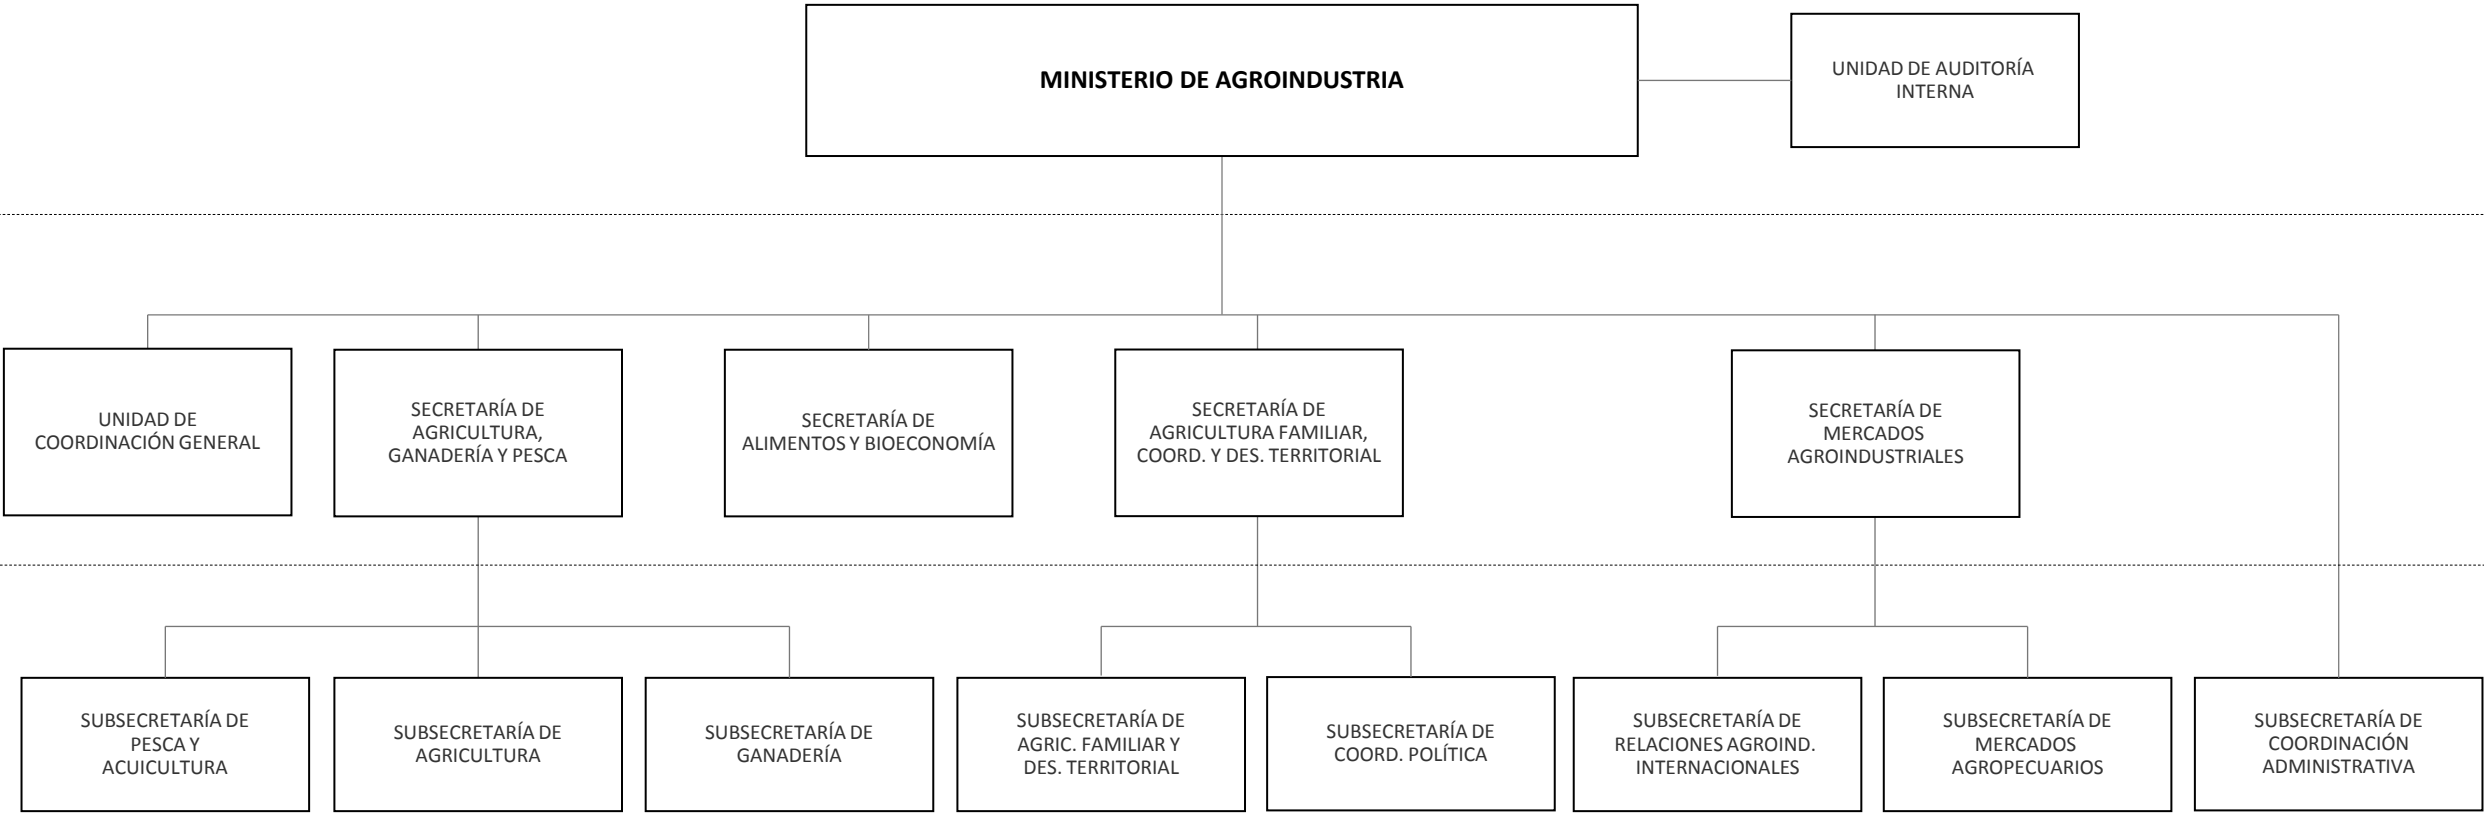 MINISTERIO DE AGROINDUSTRIA
UNIDAD DE AUDITORÍA
INTERNA
UNIDAD DE
COORDINACIÓN GENERAL
SECRETARÍA DE
AGRICULTURA,
GANADERÍA Y PESCA
SECRETARÍA DE
ALIMENTOS Y BIOECONOMÍA
SECRETARÍA DE
AGRICULTURA FAMILIAR,
COORD. Y DES. TERRITORIAL
SECRETARÍA DE
MERCADOS
AGROINDUSTRIALES
SUBSECRETARÍA DE
PESCA Y
ACUICULTURA
SUBSECRETARÍA DE
AGRICULTURA
SUBSECRETARÍA DE
GANADERÍA
SUBSECRETARÍA DE
AGRIC. FAMILIAR Y
DES. TERRITORIAL
SUBSECRETARÍA DE
COORD. POLÍTICA
SUBSECRETARÍA DE
RELACIONES AGROIND.
INTERNACIONALES
SUBSECRETARÍA DE
MERCADOS
AGROPECUARIOS
SUBSECRETARÍA DE
COORDINACIÓN
ADMINISTRATIVA